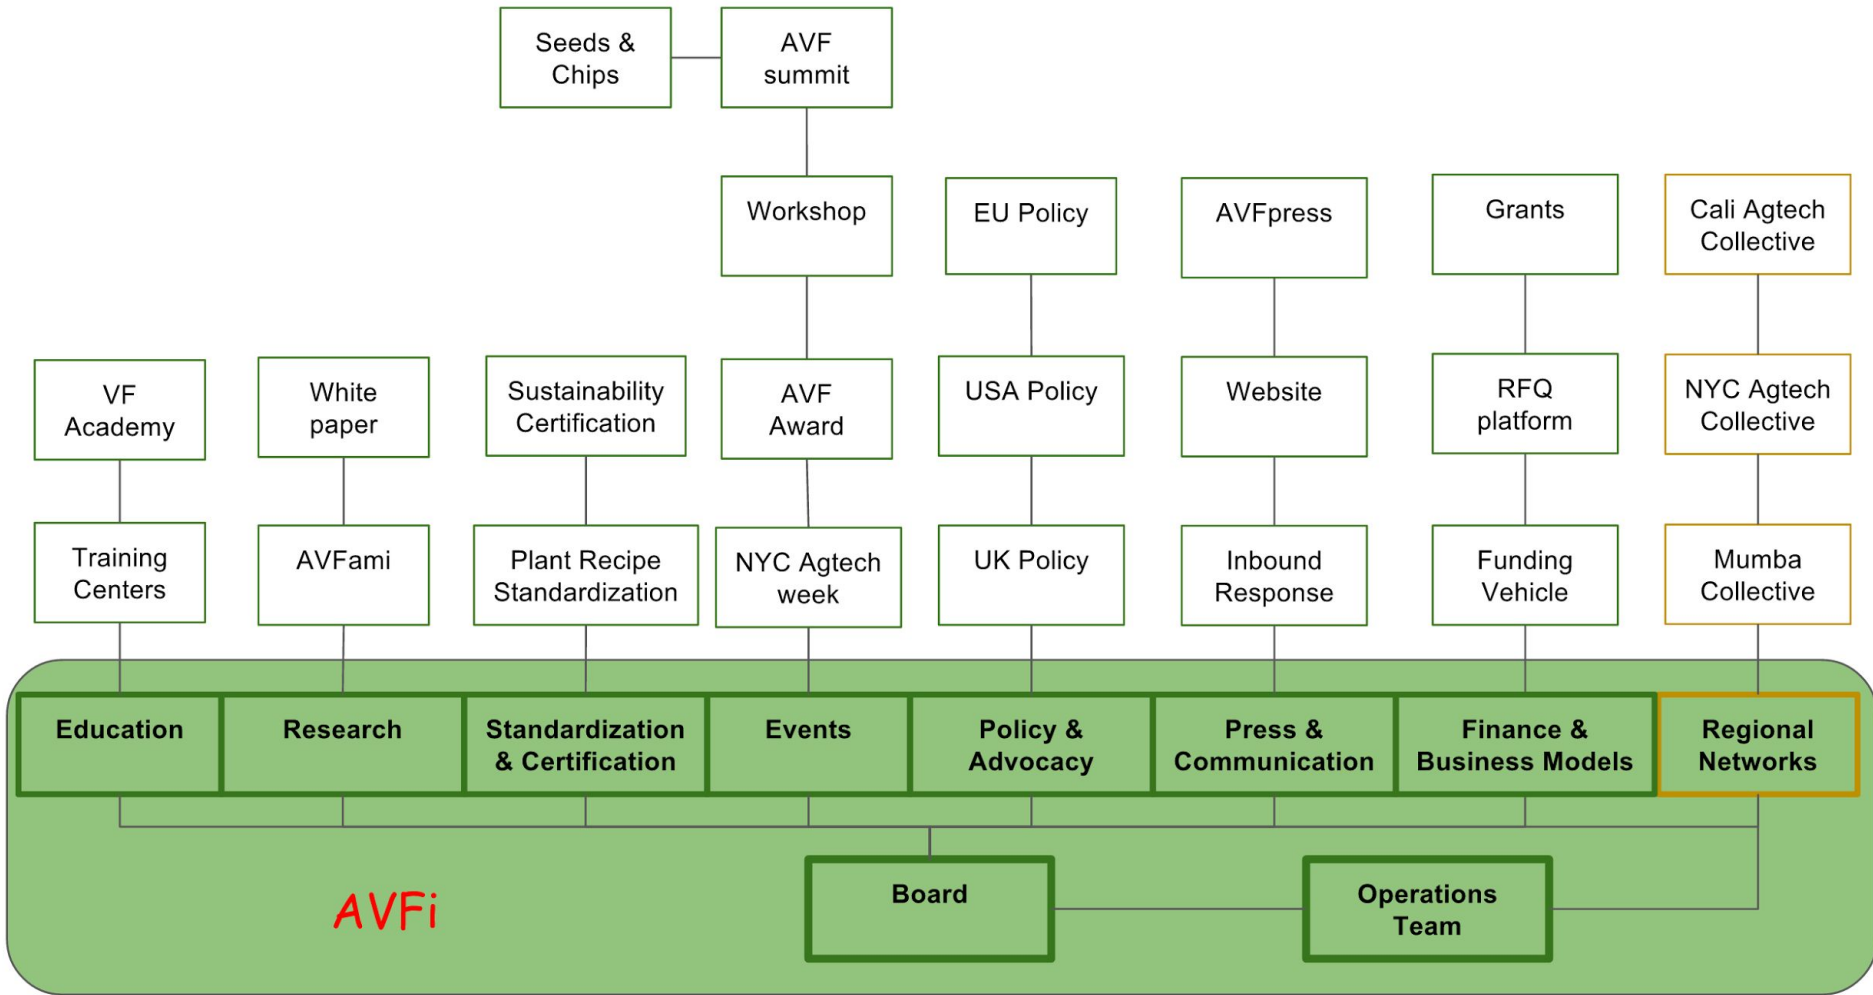 Seeds &
Chips
AVF
summit
Workshop
EU Policy
AVFpress
Grants
Cali Agtech
Collective
VF
Academy
White
paper
Sustainability
Certification
AVF
Award
USA Policy
Website
RFQ
platform
NYC Agtech
Collective
Training
Centers
AVFami
Plant Recipe
Standardization
NYC Agtech
week
UK Policy
Inbound
Response
Funding
Vehicle
Mumba
Collective
Education
Research
Standardization
& Certification
Events
Policy &
Advocacy
Press &
Communication
Finance &
Business Models
Regional
Networks
Board
Operations
Team
AVFi